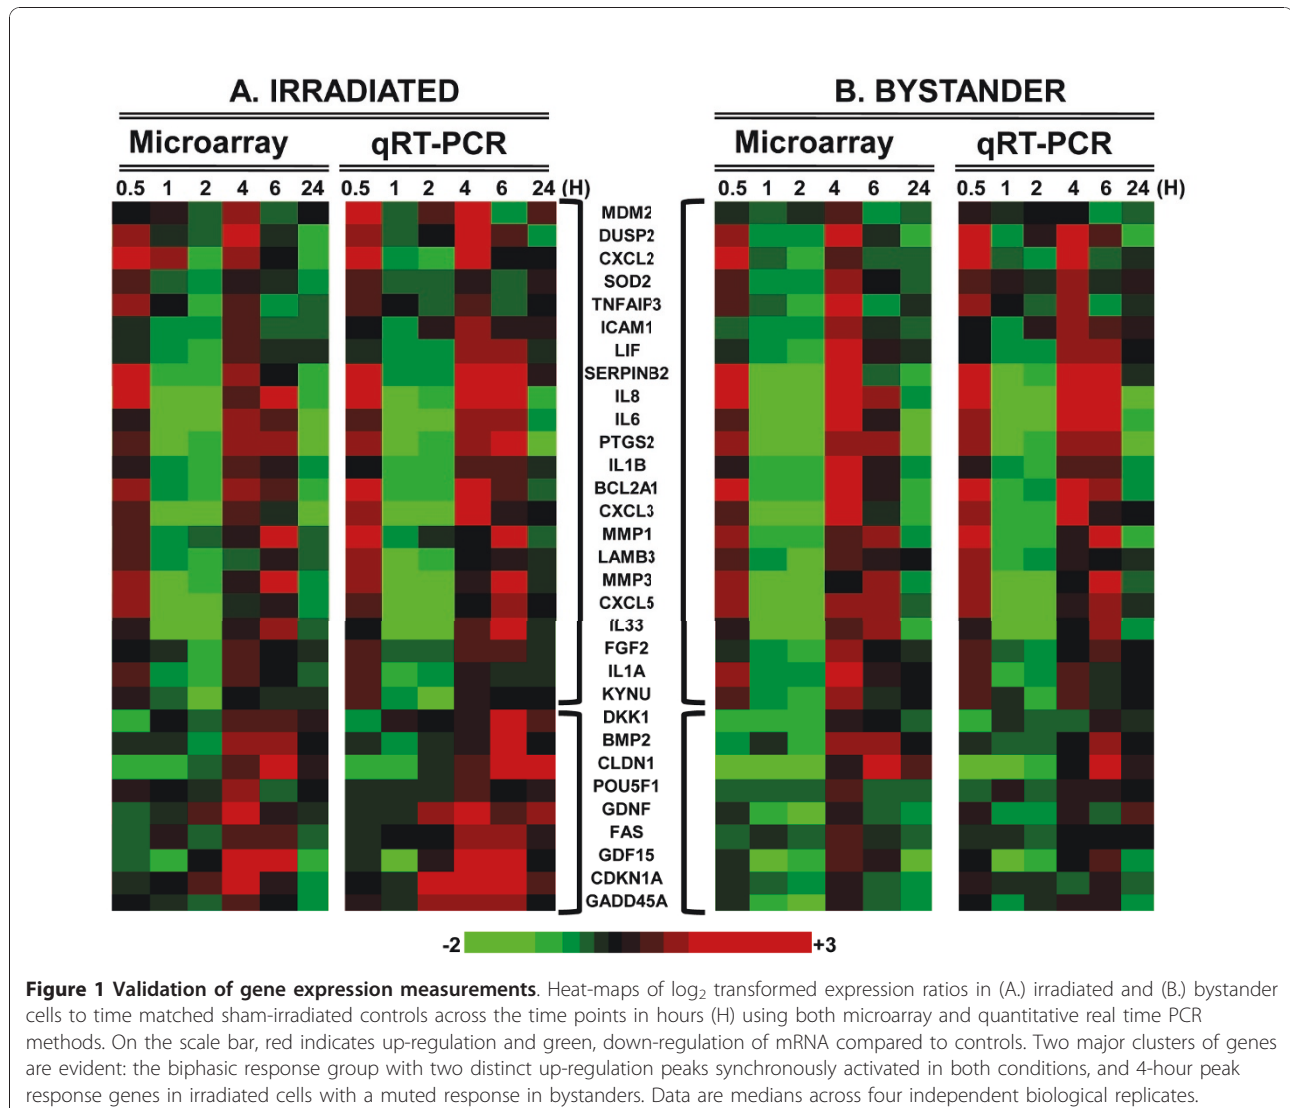 A. IRRADIATED
B. BYSTANDER
Microarray
qRT-PCR
Microarray
qRT-PCR
0.5 1 2 4 6 24
0.5 1 2 4 6 24 (H)
0.5 1 2 4 6 24
0.5 1 2 4 6 24 (H)
MDM2
DUSP2
CXCL2
SOD2
TNFAIP3
ICAM1
LIF
SERPINB2
IL8
IL6
PTGS2
IL1B
BCL2A1
CXCL3
MMP1
LAMB3
MMP3
CXCL5
IL33
FGF2
IL1A
KYNU
DKK1
BMP2
CLDN1
POU5F1
GDNF
FAS
GDF15
CDKN1A
GADD45A
-2 +3
Figure 1 Validation of gene expression measurements. Heat-maps of log2 transformed expression ratios in (A.) irradiated and (B.) bystander
cells to time matched sham-irradiated controls across the time points in hours (H) using both microarray and quantitative real time PCR
methods. On the scale bar, red indicates up-regulation and green, down-regulation of mRNA compared to controls. Two major clusters of genes
are evident: the biphasic response group with two distinct up-regulation peaks synchronously activated in both conditions, and 4-hour peak
response genes in irradiated cells with a muted response in bystanders. Data are medians across four independent biological replicates.